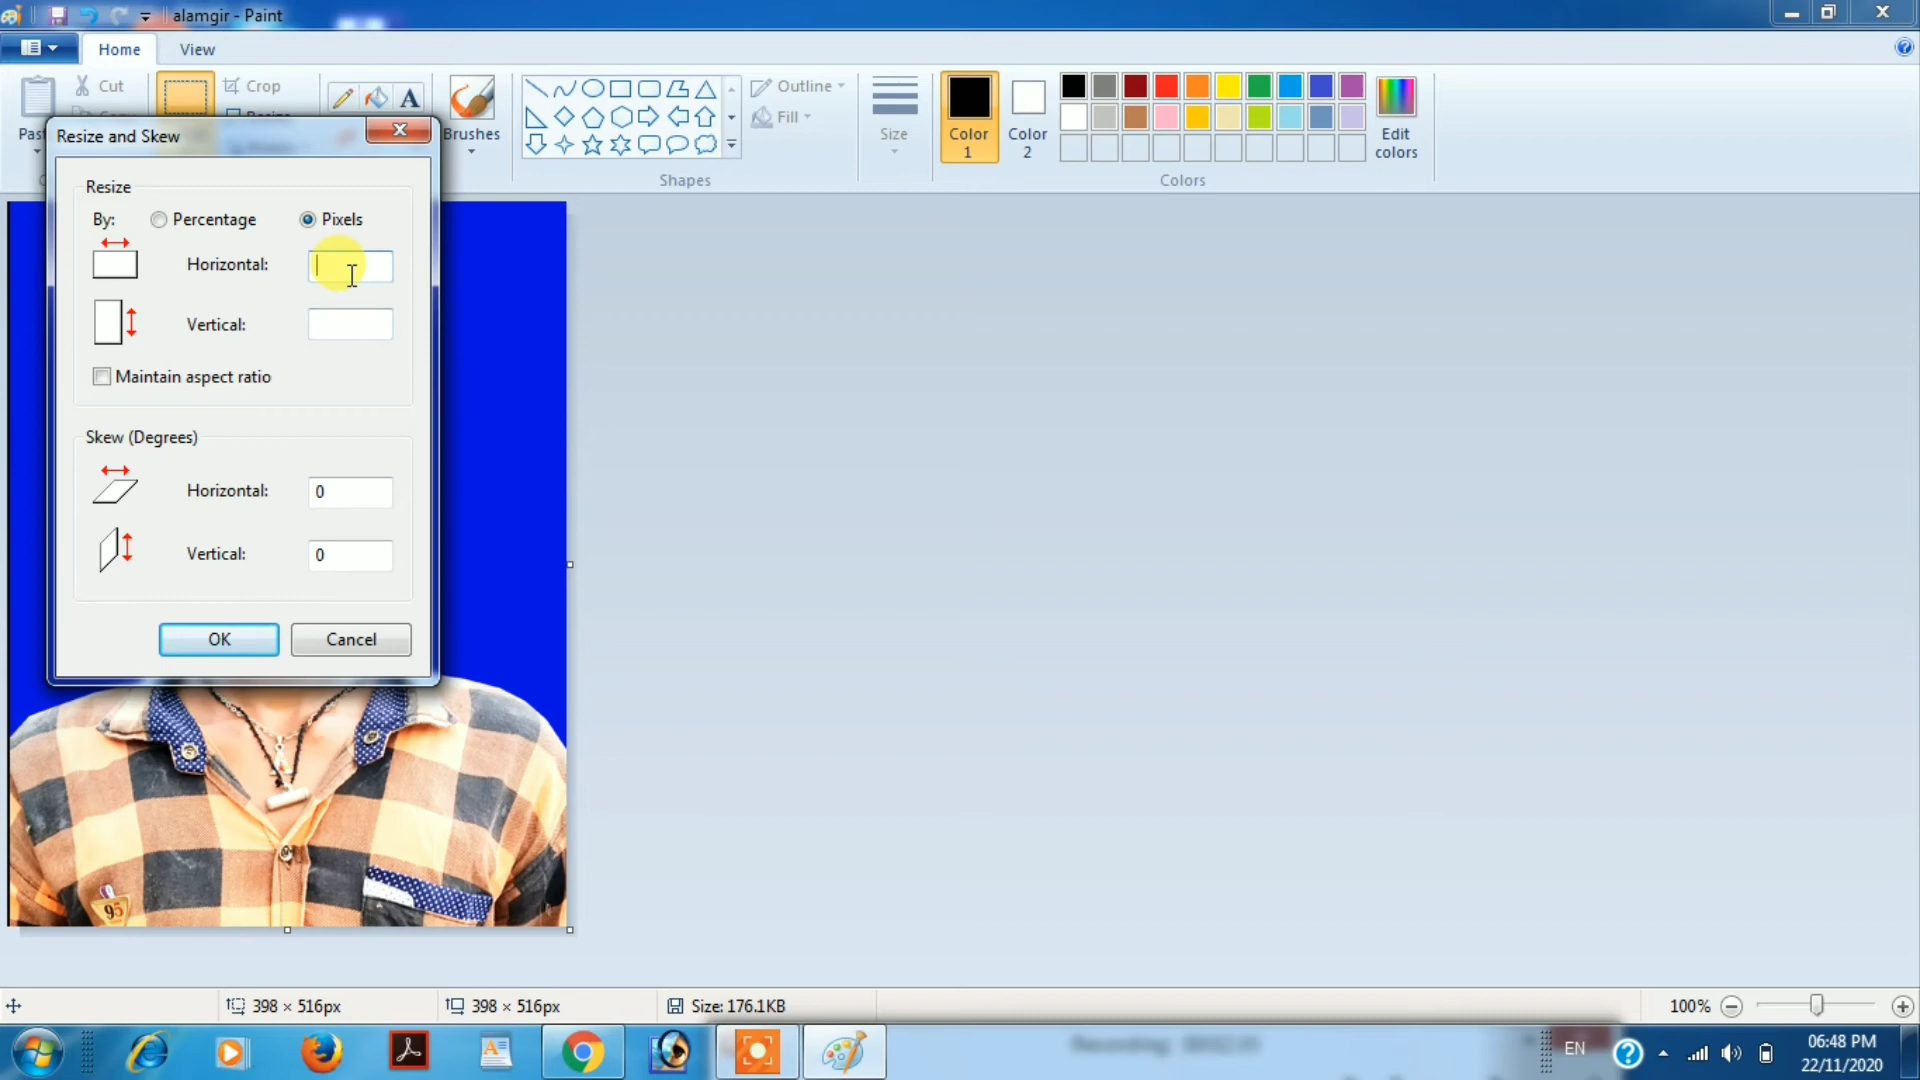 alamgir - Paint
Home
View
Cut
Crop
Past
Brushes
Outline
Fill
Size
Color
1
Color
2
Edit
colors
Shapes
Colors
Resize and Skew
Resize
By:
Percentage
Pixels
Horizontal:
Vertical:
Maintain aspect ratio
Skew (Degrees)
Horizontal:
0
Vertical:
0
OK
Cancel
95
398 × 516px
398 × 516px
Size: 176.1KB
100%
EN
06:48 PM
22/11/2020